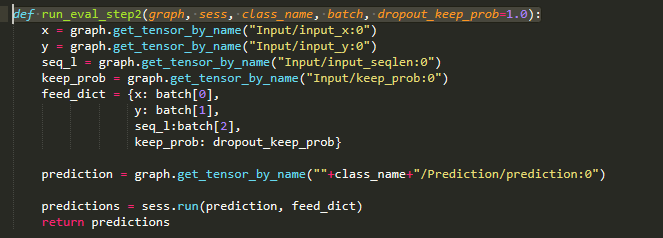 def run_eval_step2(graph, sess, class_name, batch, dropout_keep_prob=1.0):
    x = graph.get_tensor_by_name("Input/input_x:0")
    y = graph.get_tensor_by_name("Input/input_y:0")
    seq_l = graph.get_tensor_by_name("Input/input_seqlen:0")
    keep_prob = graph.get_tensor_by_name("Input/keep_prob:0")
    feed_dict = {x: batch[0],
                 y: batch[1],
                 seq_l:batch[2],
                 keep_prob: dropout_keep_prob}

    prediction = graph.get_tensor_by_name(""+class_name+"/Prediction/prediction:0")

    predictions = sess.run(prediction, feed_dict)
    return predictions